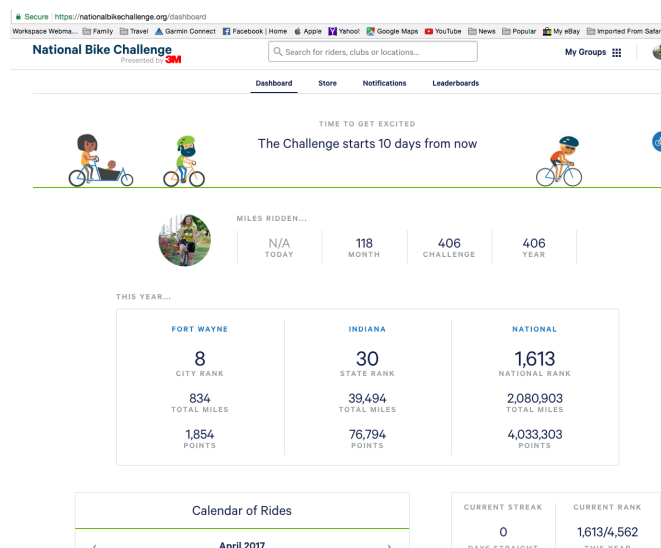 Secure https://nationalbikechallenge.org/dashboard
Workspace Webma... Family Travel Garmin Connect Facebook | Home Apple Yahoo! Google Maps YouTube News Popular My eBay Imported From Safar
National Bike Challenge
Presented by 3M
Search for riders, clubs or locations...
My Groups
Dashboard Store Notifications Leaderboards
TIME TO GET EXCITED
The Challenge starts 10 days from now
MILES RIDDEN...
N/A 118 406 406
TODAY MONTH CHALLENGE YEAR
THIS YEAR...
FORT WAYNE INDIANA NATIONAL
8 30 1,613
CITY RANK STATE RANK NATIONAL RANK
834 39,494 2,080,903
TOTAL MILES TOTAL MILES TOTAL MILES
1,854 76,794 4,033,303
POINTS POINTS POINTS
Calendar of Rides
April 2017
CURRENT STREAK CURRENT RANK
0 1,613/4,562
DAYS STRAIGHT THIS YEAR